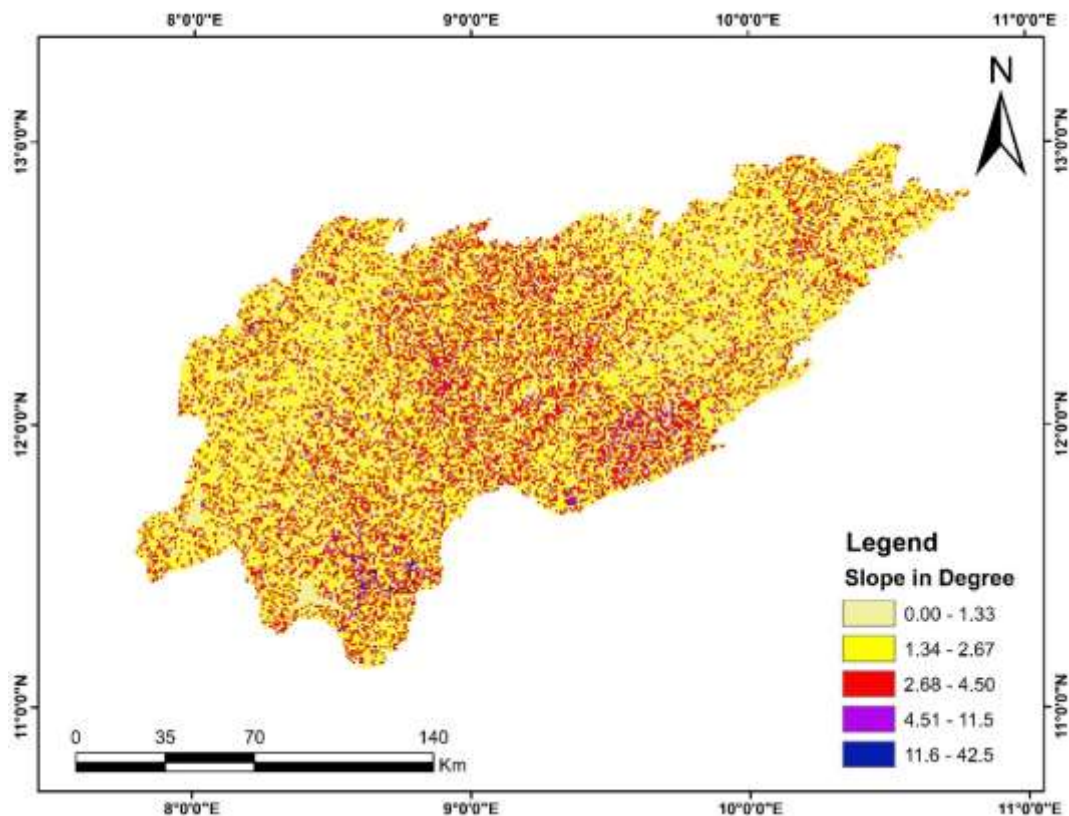 8°0'0"E 9°0'0"E 10°0'0"E 11°0'0"E
N
13°0'0"N 13°0'0"N
12°0'0"N 12°0'0"N
11°0'0"N 11°0'0"N
Legend
Slope in Degree
0.00 - 1.33
1.34 - 2.67
2.68 - 4.50
4.51 - 11.5
11.6 - 42.5
0 35 70 140
Km
8°0'0"E 9°0'0"E 10°0'0"E 11°0'0"E